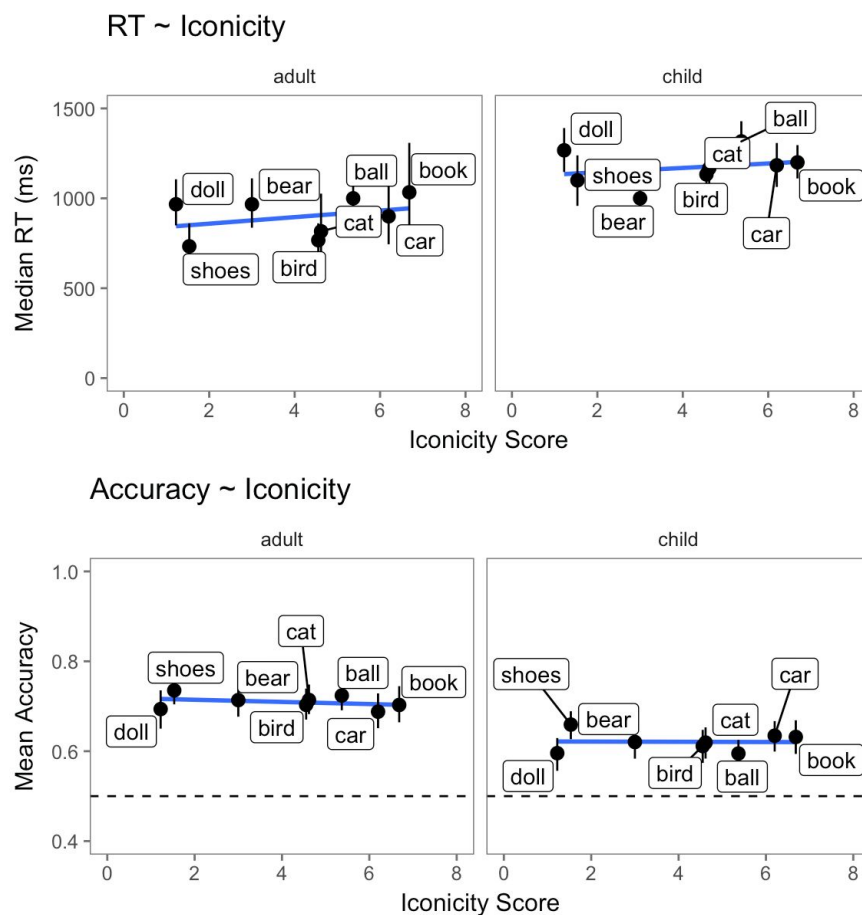 RT ~ Iconicity
adult
child
1500
1000
500
0
Median RT (ms)
doll
bear
ball
book
shoes
bird
cat
car
doll
ball
shoes
cat
bear
bird
book
car
0 2 4 6 8
0 2 4 6 8
Iconicity Score
Accuracy ~ Iconicity
adult
child
1.0
0.8
0.6
0.4
Mean Accuracy
cat
shoes
bear
ball
book
doll
bird
car
shoes
car
bear
cat
doll
bird
ball
book
0 2 4 6 8
0 2 4 6 8
Iconicity Score